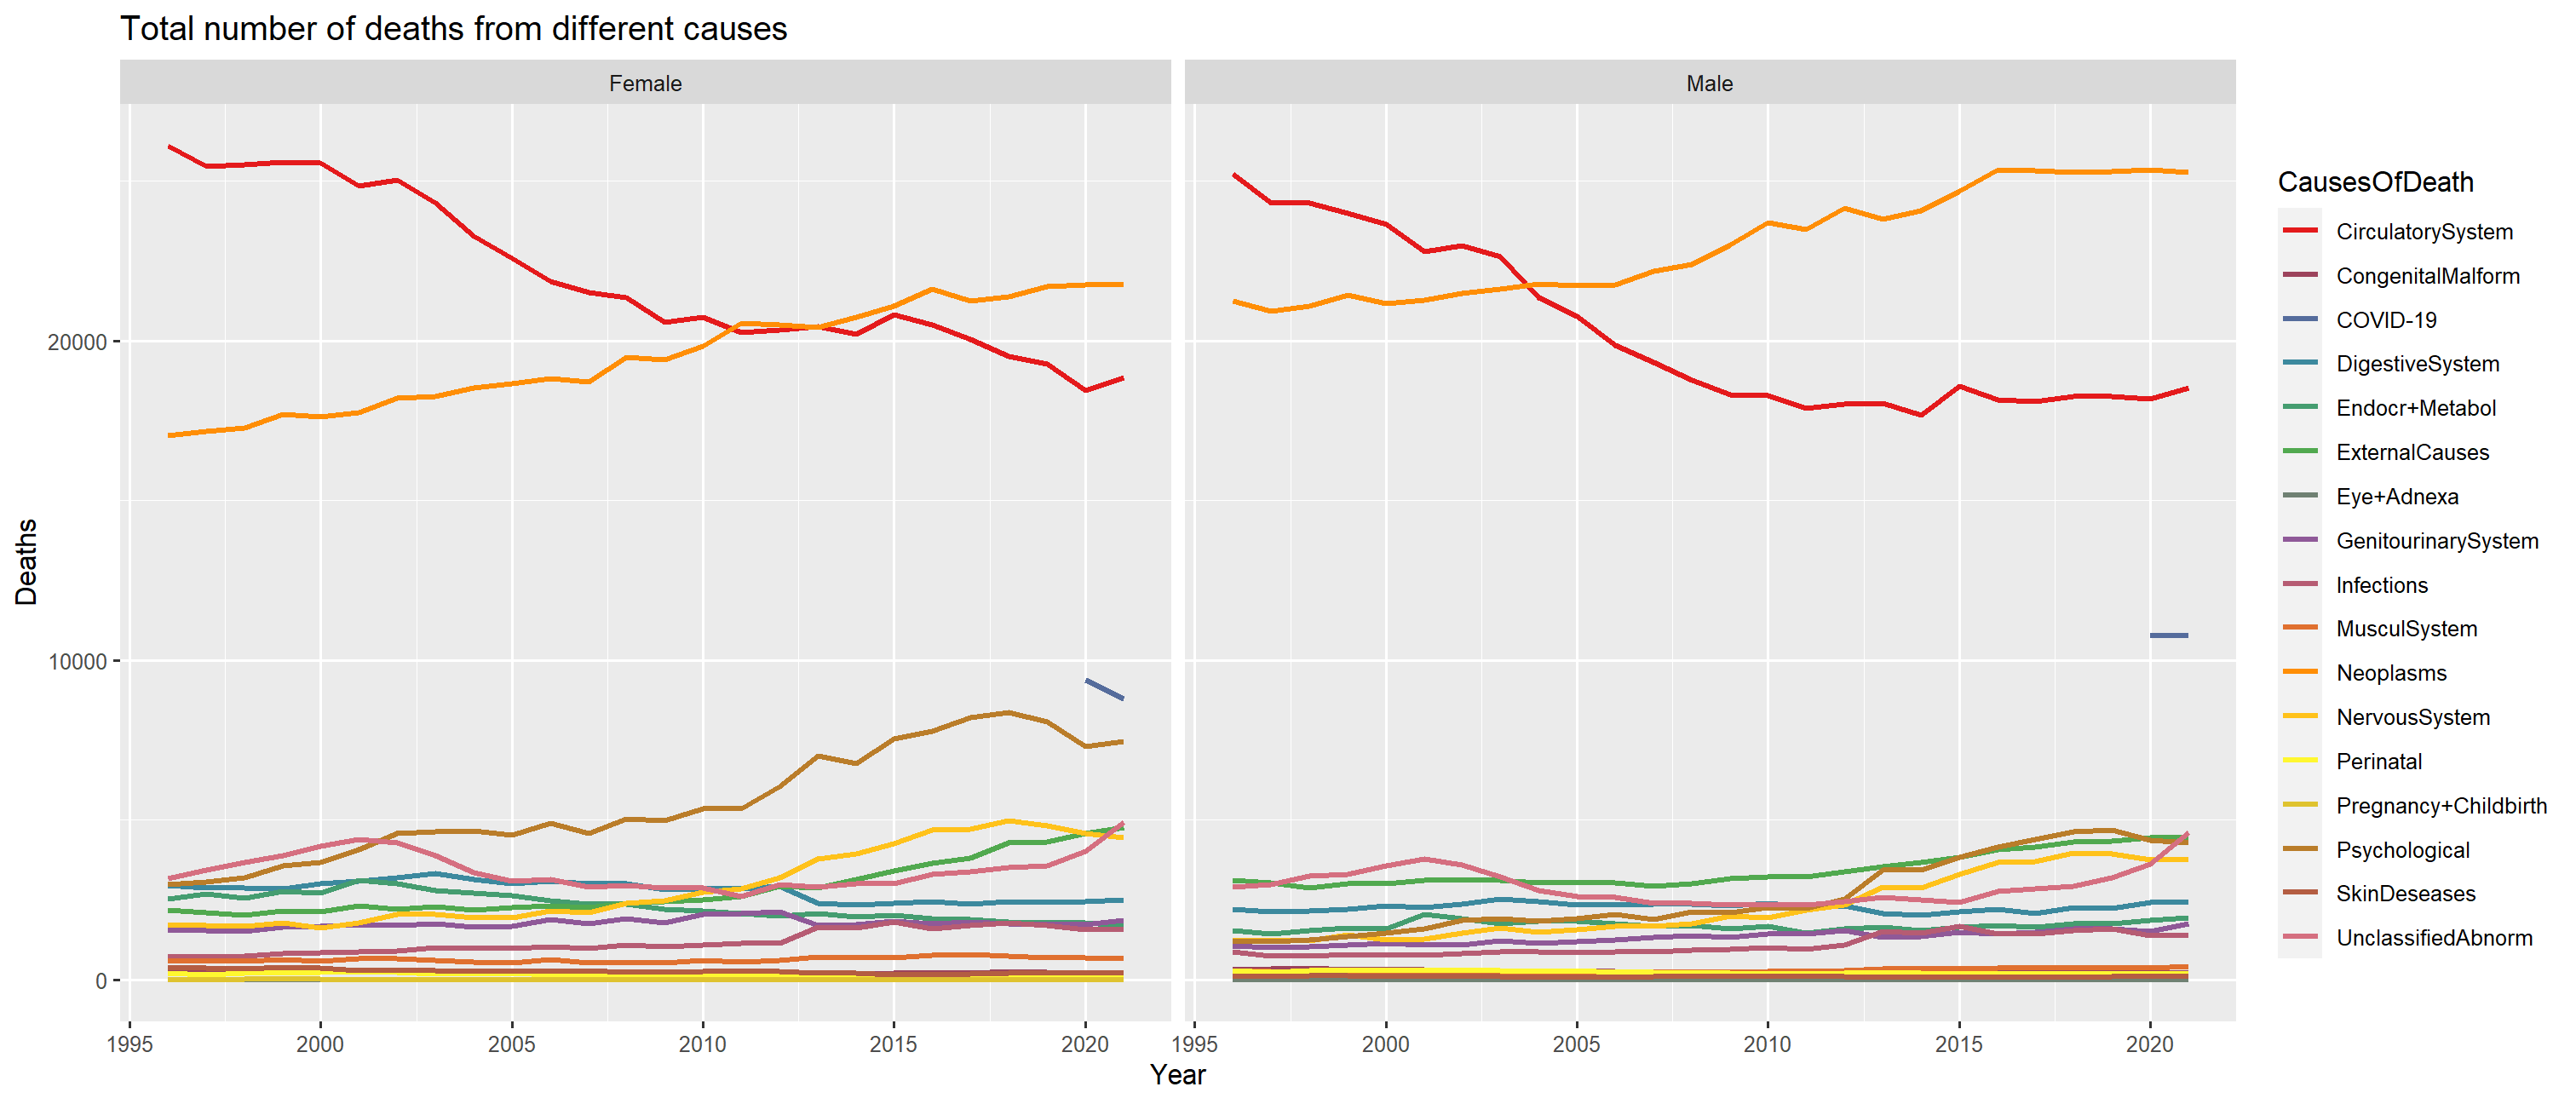 Total number of deaths from different causes
Female
Male
Deaths
20000
10000
0
1995
2000
2005
2010
2015
2020
1995
2000
2005
2010
2015
2020
Year
CausesOfDeath
CirculatorySystem
CongenitalMalform
COVID-19
DigestiveSystem
Endocr+Metabol
ExternalCauses
Eye+Adnexa
GenitourinarySystem
Infections
MusculSystem
Neoplasms
NervousSystem
Perinatal
Pregnancy+Childbirth
Psychological
SkinDeseases
UnclassifiedAbnorm